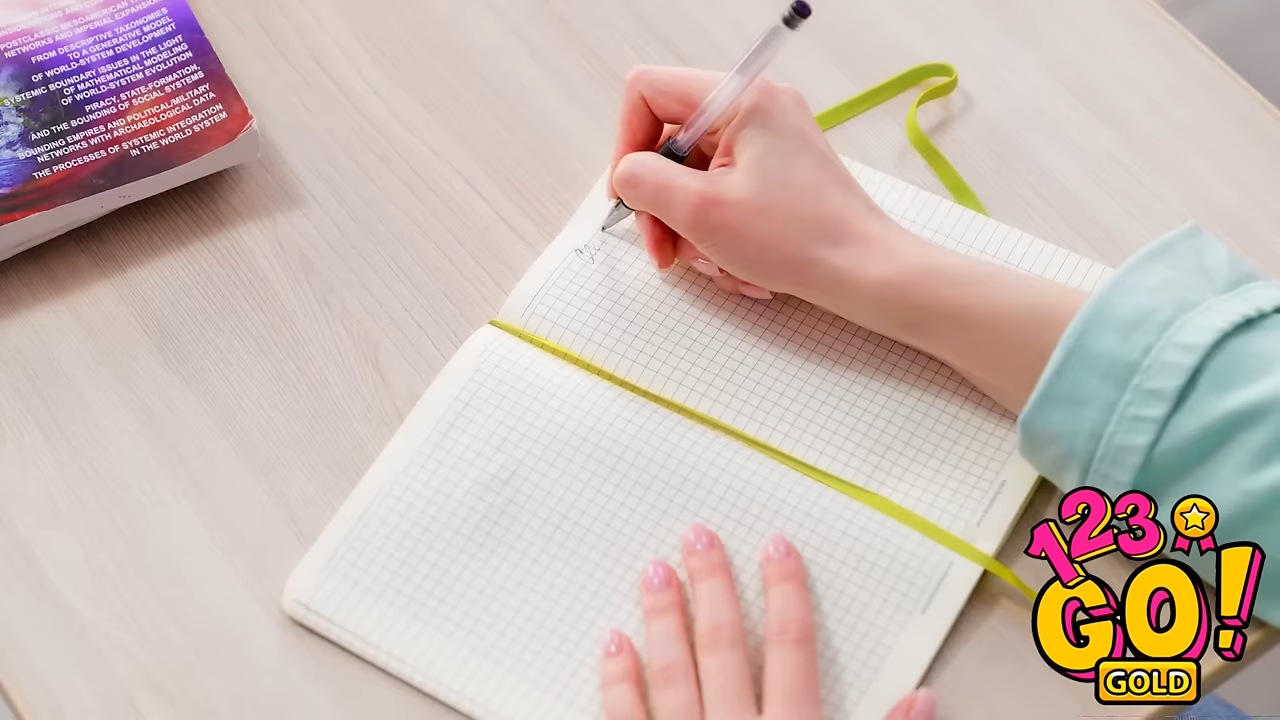 POSTCLASSIC MESOAMERICAN
NETWORKS AND IMPERIAL EXPANSION
FROM DESCRIPTIVE TAXONOMIES
TO A GENERATIVE MODEL
OF WORLD-SYSTEM DEVELOPMENT
SYSTEMIC BOUNDARY ISSUES IN THE LIGHT
OF MATHEMATICAL MODELING
OF WORLD-SYSTEM EVOLUTION
PIRACY, STATE-FORMATION,
AND THE BOUNDING OF SOCIAL SYSTEMS
BOUNDING EMPIRES AND POLITICAL/MILITARY
NETWORKS WITH ARCHAEOLOGICAL DATA
THE PROCESSES OF SYSTEMIC INTEGRATION
IN THE WORLD SYSTEM
123
GO!
GOLD